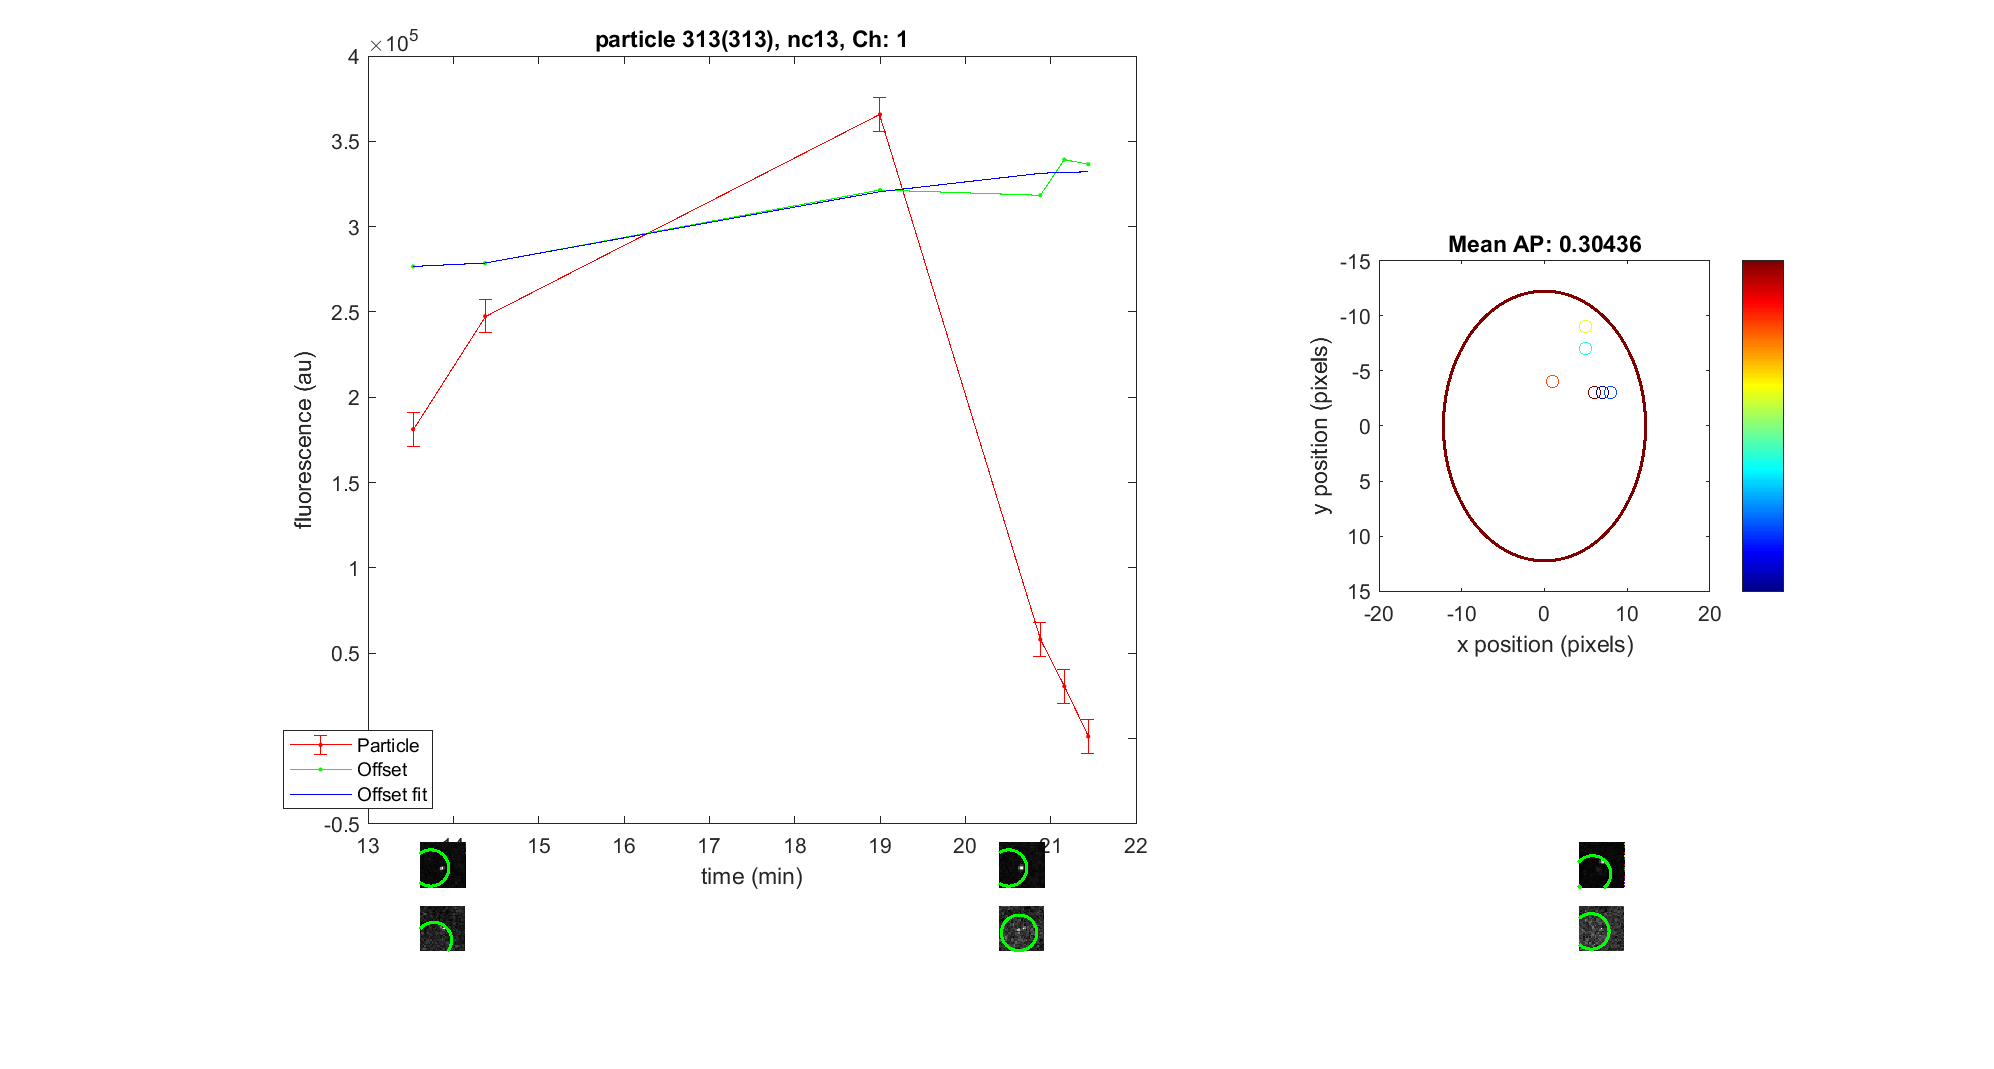 particle 313(313), nc13, Ch: 1
×10^5
4
3.5
3
2.5
2
1.5
1
0.5
-0.5
fluorescence (au)
Particle
Offset
Offset fit
13 14 15 16 17 18 19 20 21 22
time (min)
Mean AP: 0.30436
-15
-10
-5
0
5
10
15
y position (pixels)
-20 -10 0 10 20
x position (pixels)